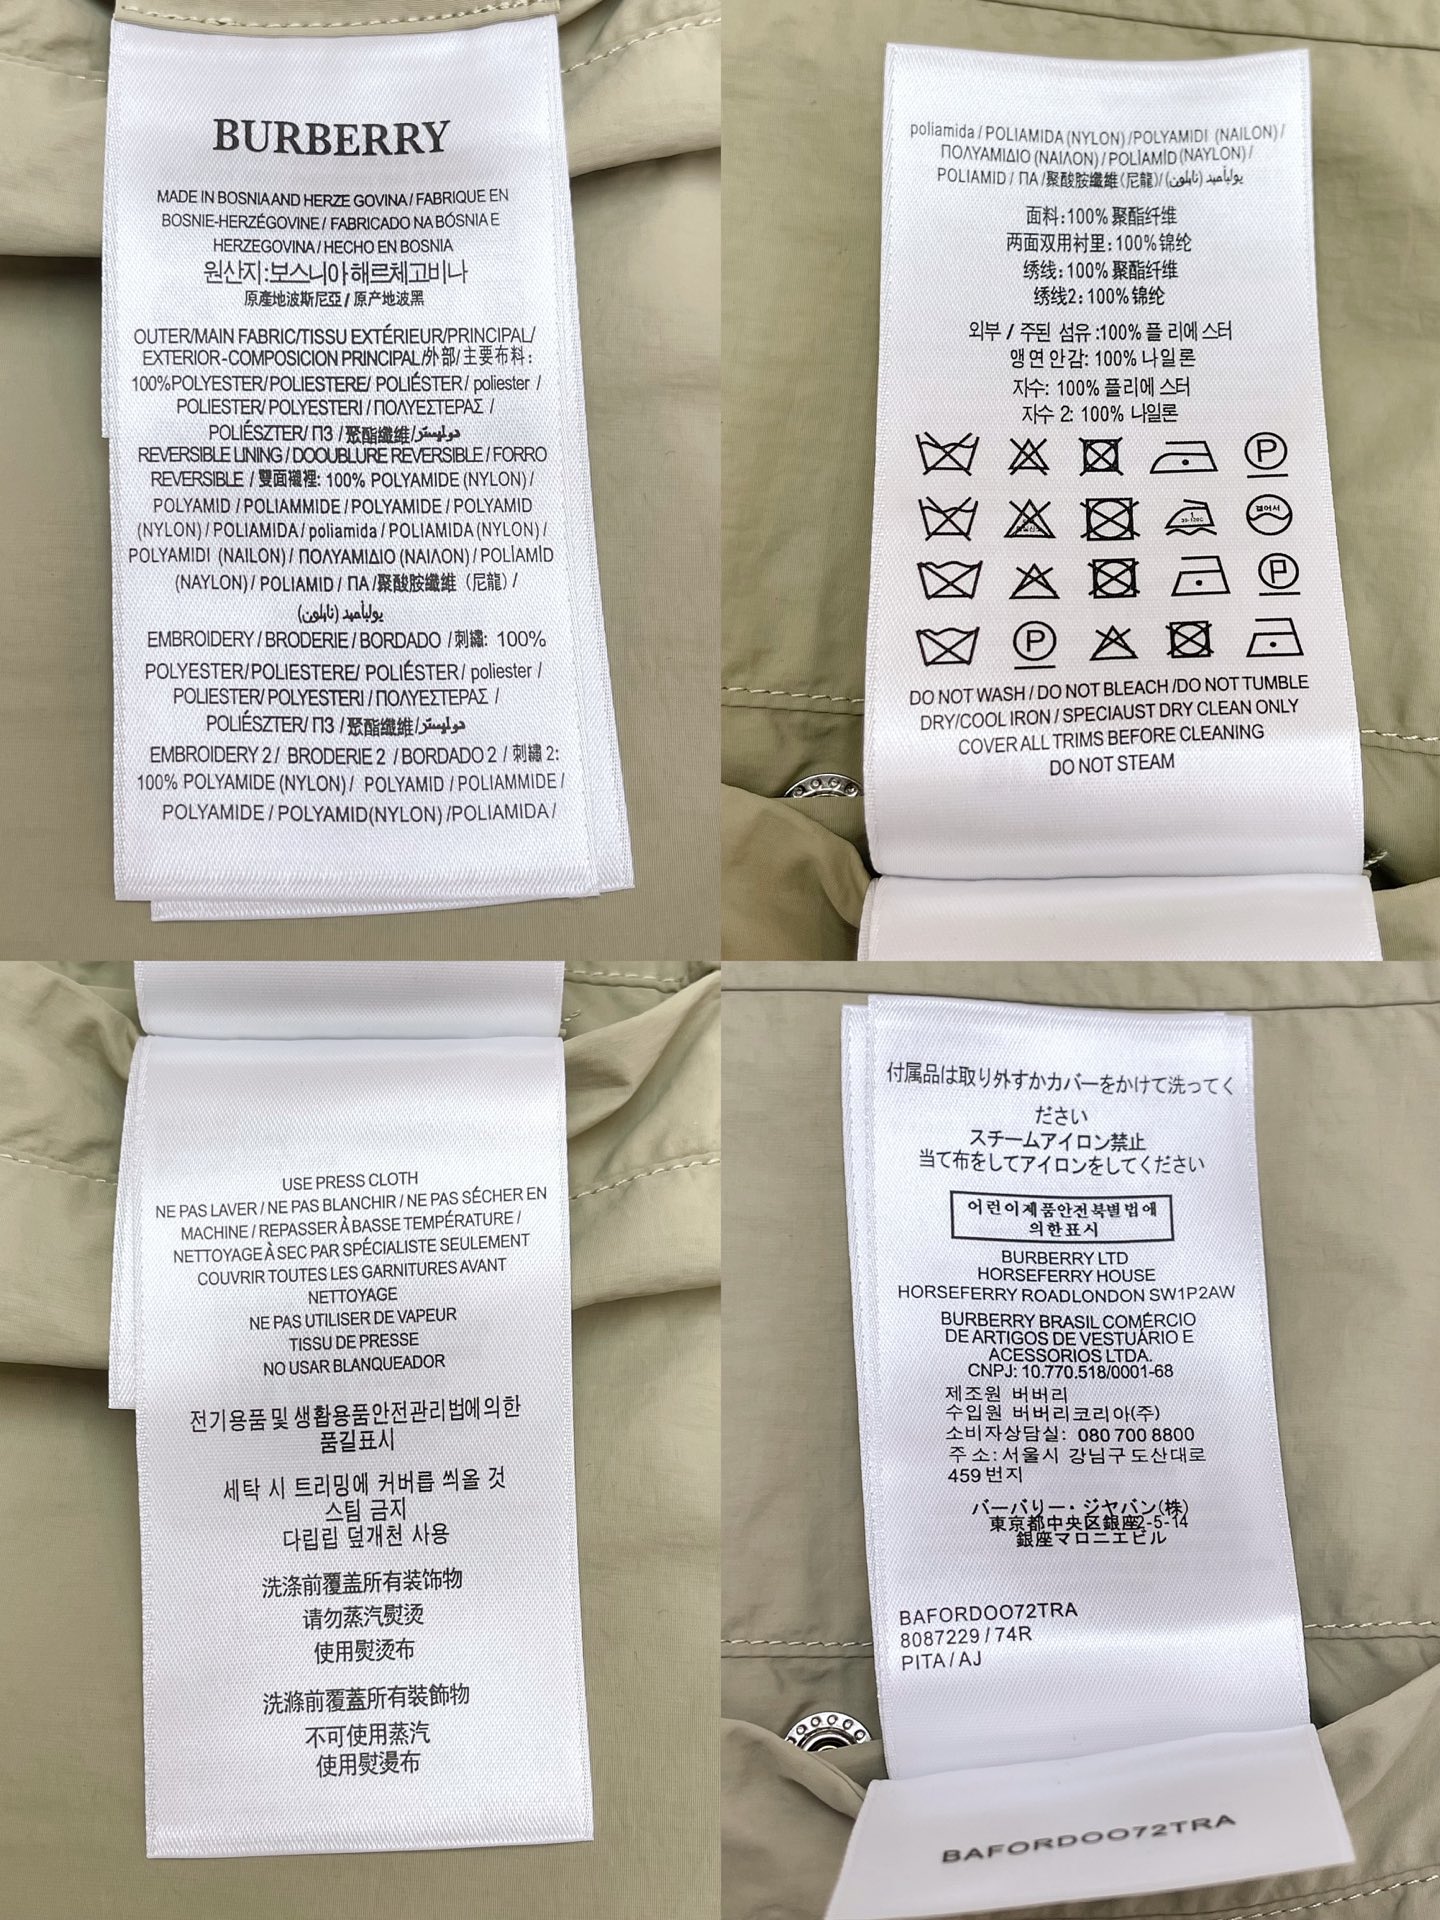 BURBERRY
MADE IN BOSNIAAND HERZE GOVINA / FABRIQUE EN
BOSNIE-HERZÉGOVINE / FABRICADO NA BÓSNIA E
HERZEGOVINA / HECHO EN BOSNIA
원산지:보스니아 해르체고비나
原產地波斯尼亞 / 原产地波黑
OUTER/MAIN FABRIC/TISSU EXTÉRIEUR/PRINCIPAL/
EXTERIOR-COMPOSICION PRINCIPAL/外部/主要布料:
100%POLYESTER/POLIESTERE/ POLIÉSTER / poliester /
POLIESTER/ POLYESTERI / ΠΟΛΥΕΣΤΕΡΑΣ /
POLIÉSZTER/ ПЗ /聚酯纖維/
REVERSIBLE LINING / DOOUBLURE REVERSIBLE / FORRO
REVERSIBLE / 雙面襯裡: 100% POLYAMIDE (NYLON) /
POLYAMID / POLIAMMIDE / POLYAMIDE / POLYAMID
(NYLON) / POLIAMIDA / poliamida / POLIAMIDA (NYLON) /
POLYAMIDI (NAILON) / ΠΟΛΥΑΜΙΔΙΟ (ΝΑΙΛΟΝ) / POLİAMİD
(NAYLON) / POLIAMID / ПА /聚酸胺纖維（尼龍）/
(نايلون)
EMBROIDERY / BRODERIE / BORDADO / 刺繡: 100%
POLYESTER/POLIESTERE/ POLIÉSTER / poliester /
POLIESTER/ POLYESTERI / ΠΟΛΥΕΣΤΕΡΑΣ /
POLIÉSZTER/ ПЗ /聚酯纖維/
EMBROIDERY 2 / BRODERIE 2 / BORDADO 2 / 刺繡 2:
100% POLYAMIDE (NYLON) / POLYAMID / POLIAMMIDE /
POLYAMIDE / POLYAMID(NYLON) /POLIAMIDA /
poliamida / POLIAMIDA (NYLON) /POLYAMIDI (NAILON) /
ΠΟΛΥΑΜΙΔΙΟ (ΝΑΙΛΟΝ) / POLİAMİD (NAYLON) /
POLIAMID / ПА /聚酸胺纖維（尼龍）/ (نايلون)
面料:100%聚酯纤维
两面双用衬里:100%锦纶
绣线:100%聚酯纤维
绣线2:100%锦纶
외부 / 주된 섬유 :100% 플 리에 스터
앵연 안감: 100% 나일 론
자수: 100% 플리에 스터
자수 2: 100% 나일론
DO NOT WASH / DO NOT BLEACH /DO NOT TUMBLE
DRY/COOL IRON / SPECIAUST DRY CLEAN ONLY
COVER ALL TRIMS BEFORE CLEANING
DO NOT STEAM
USE PRESS CLOTH
NE PAS LAVER / NE PAS BLANCHIR / NE PAS SÉCHER EN
MACHINE / REPASSER À BASSE TEMPÉRATURE /
NETTOYAGE À SEC PAR SPÉCIALISTE SEULEMENT
COUVRIR TOUTES LES GARNITURES AVANT
NETTOYAGE
NE PAS UTILISER DE VAPEUR
TISSU DE PRESSE
NO USAR BLANQUEADOR
전기용품 및 생활용품안전관리법에의한
품길표시
세탁 시 트리밍에 커버릅 씌올 것
스팀 금지
다립립 덮개천 사용
洗涤前覆盖所有装饰物
请勿蒸汽熨烫
使用熨烫布
洗滌前覆蓋所有裝飾物
不可使用蒸汽
使用熨燙布
付属品は取り外すかカバーをかけて洗ってく
ださい
スチームアイロン禁止
当て布をしてアイロンをしてください
어린이제품안전북별법애
의한표시
BURBERRY LTD
HORSEFERRY HOUSE
HORSEFERRY ROADLONDON SW1P2AW
BURBERRY BRASIL COMÉRCIO
DE ARTIGOS DE VESTUÁRIO E
ACESSORIOS LTDA.
CNPJ: 10.770.518/0001-68
제조원 버버리
수입원 버버리코리아(주)
소비자상담실: 080 700 8800
주 소: 서울시 강남구 도산대로
459 번지
バーバリー・ジヤバン(株)
東京都中央区銀座2-5-14
銀座マロニエビル
BAFORDOO72TRA
8087229 / 74R
PITA / AJ
BAFORDOO72TRA